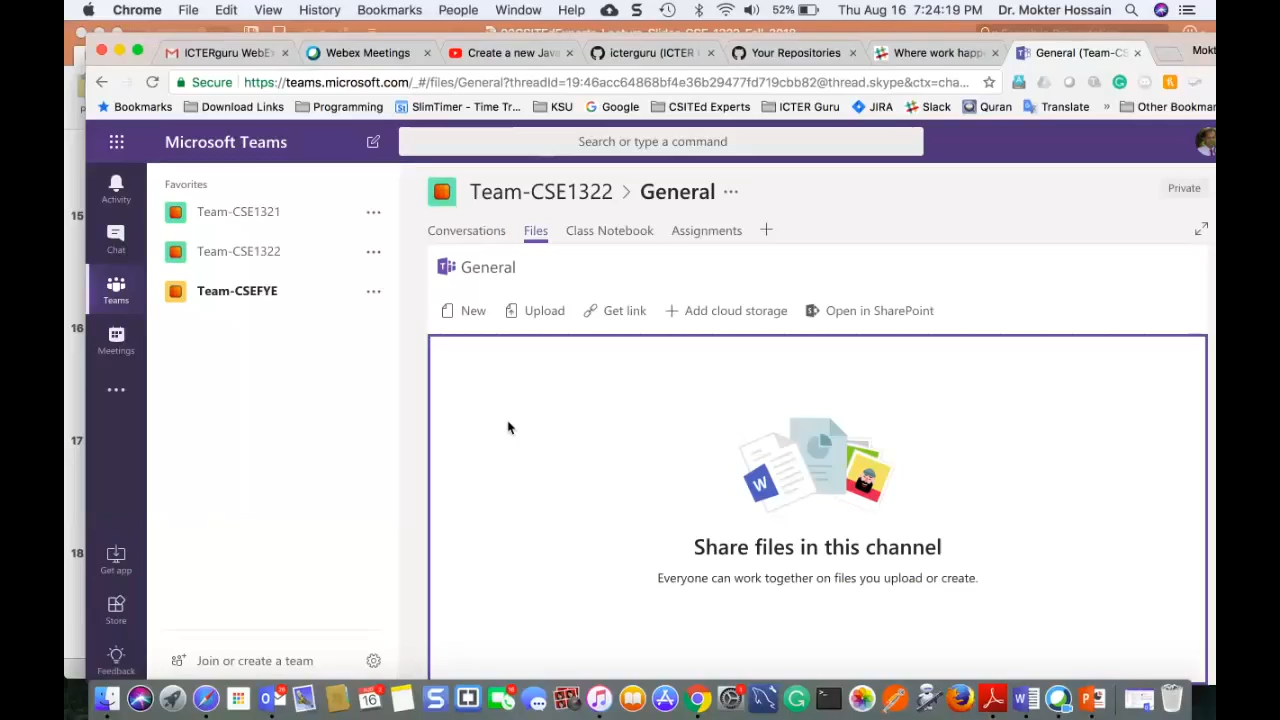 Chrome File Edit View History Bookmarks People Window Help 52% Thu Aug 16 7:24:19 PM Dr. Mokter Hossain
ICTERguru WebEx Webex Meetings Create a new Java icterguru (ICTER Your Repositories Where work happ General (Team-CS Mokt
Secure https://teams.microsoft.com/_#/files/General?threadId=19:46acc64868bf4e36b29477fd719cbb82@thread.skype&ctx=cha...
Bookmarks Download Links Programming SlimTimer - Time Tr... KSU Google CSITEd Experts ICTER Guru JIRA Slack Quran Translate » Other Bookmar
Microsoft Teams Search or type a command
Favorites
Team-CSE1321 ...
Team-CSE1322 ...
Team-CSEFYE ...
Activity
Chat
Teams
Meetings
...
Get app
Store
Feedback
Join or create a team
Team-CSE1322 > General ... Private
Conversations Files Class Notebook Assignments +
General
New Upload Get link Add cloud storage Open in SharePoint
W
Share files in this channel
Everyone can work together on files you upload or create.
15
16
17
18